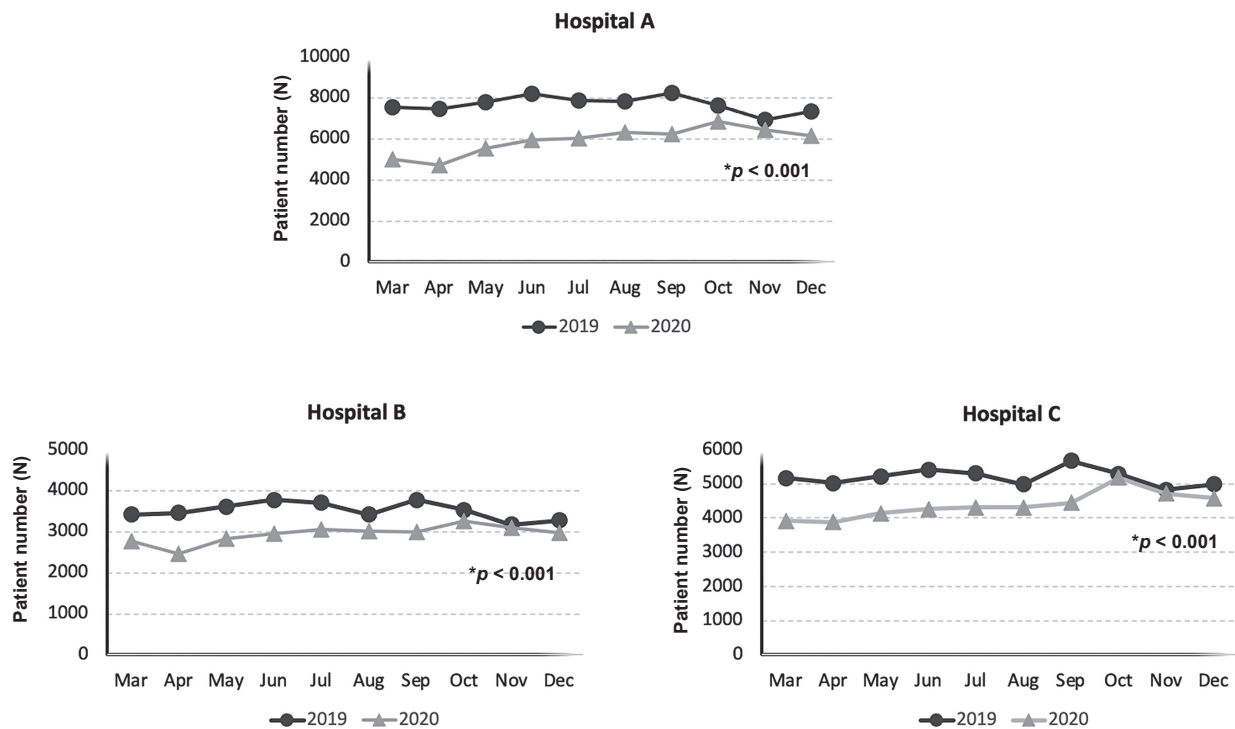 Hospital A
Patient number (N)
10000
8000
6000
4000
2000
0
*p < 0.001
Mar Apr May Jun Jul Aug Sep Oct Nov Dec
2019 2020
Hospital B
Patient number (N)
5000
4000
3000
2000
1000
0
*p < 0.001
Mar Apr May Jun Jul Aug Sep Oct Nov Dec
2019 2020
Hospital C
Patient number (N)
6000
5000
4000
3000
2000
1000
0
*p < 0.001
Mar Apr May Jun Jul Aug Sep Oct Nov Dec
2019 2020